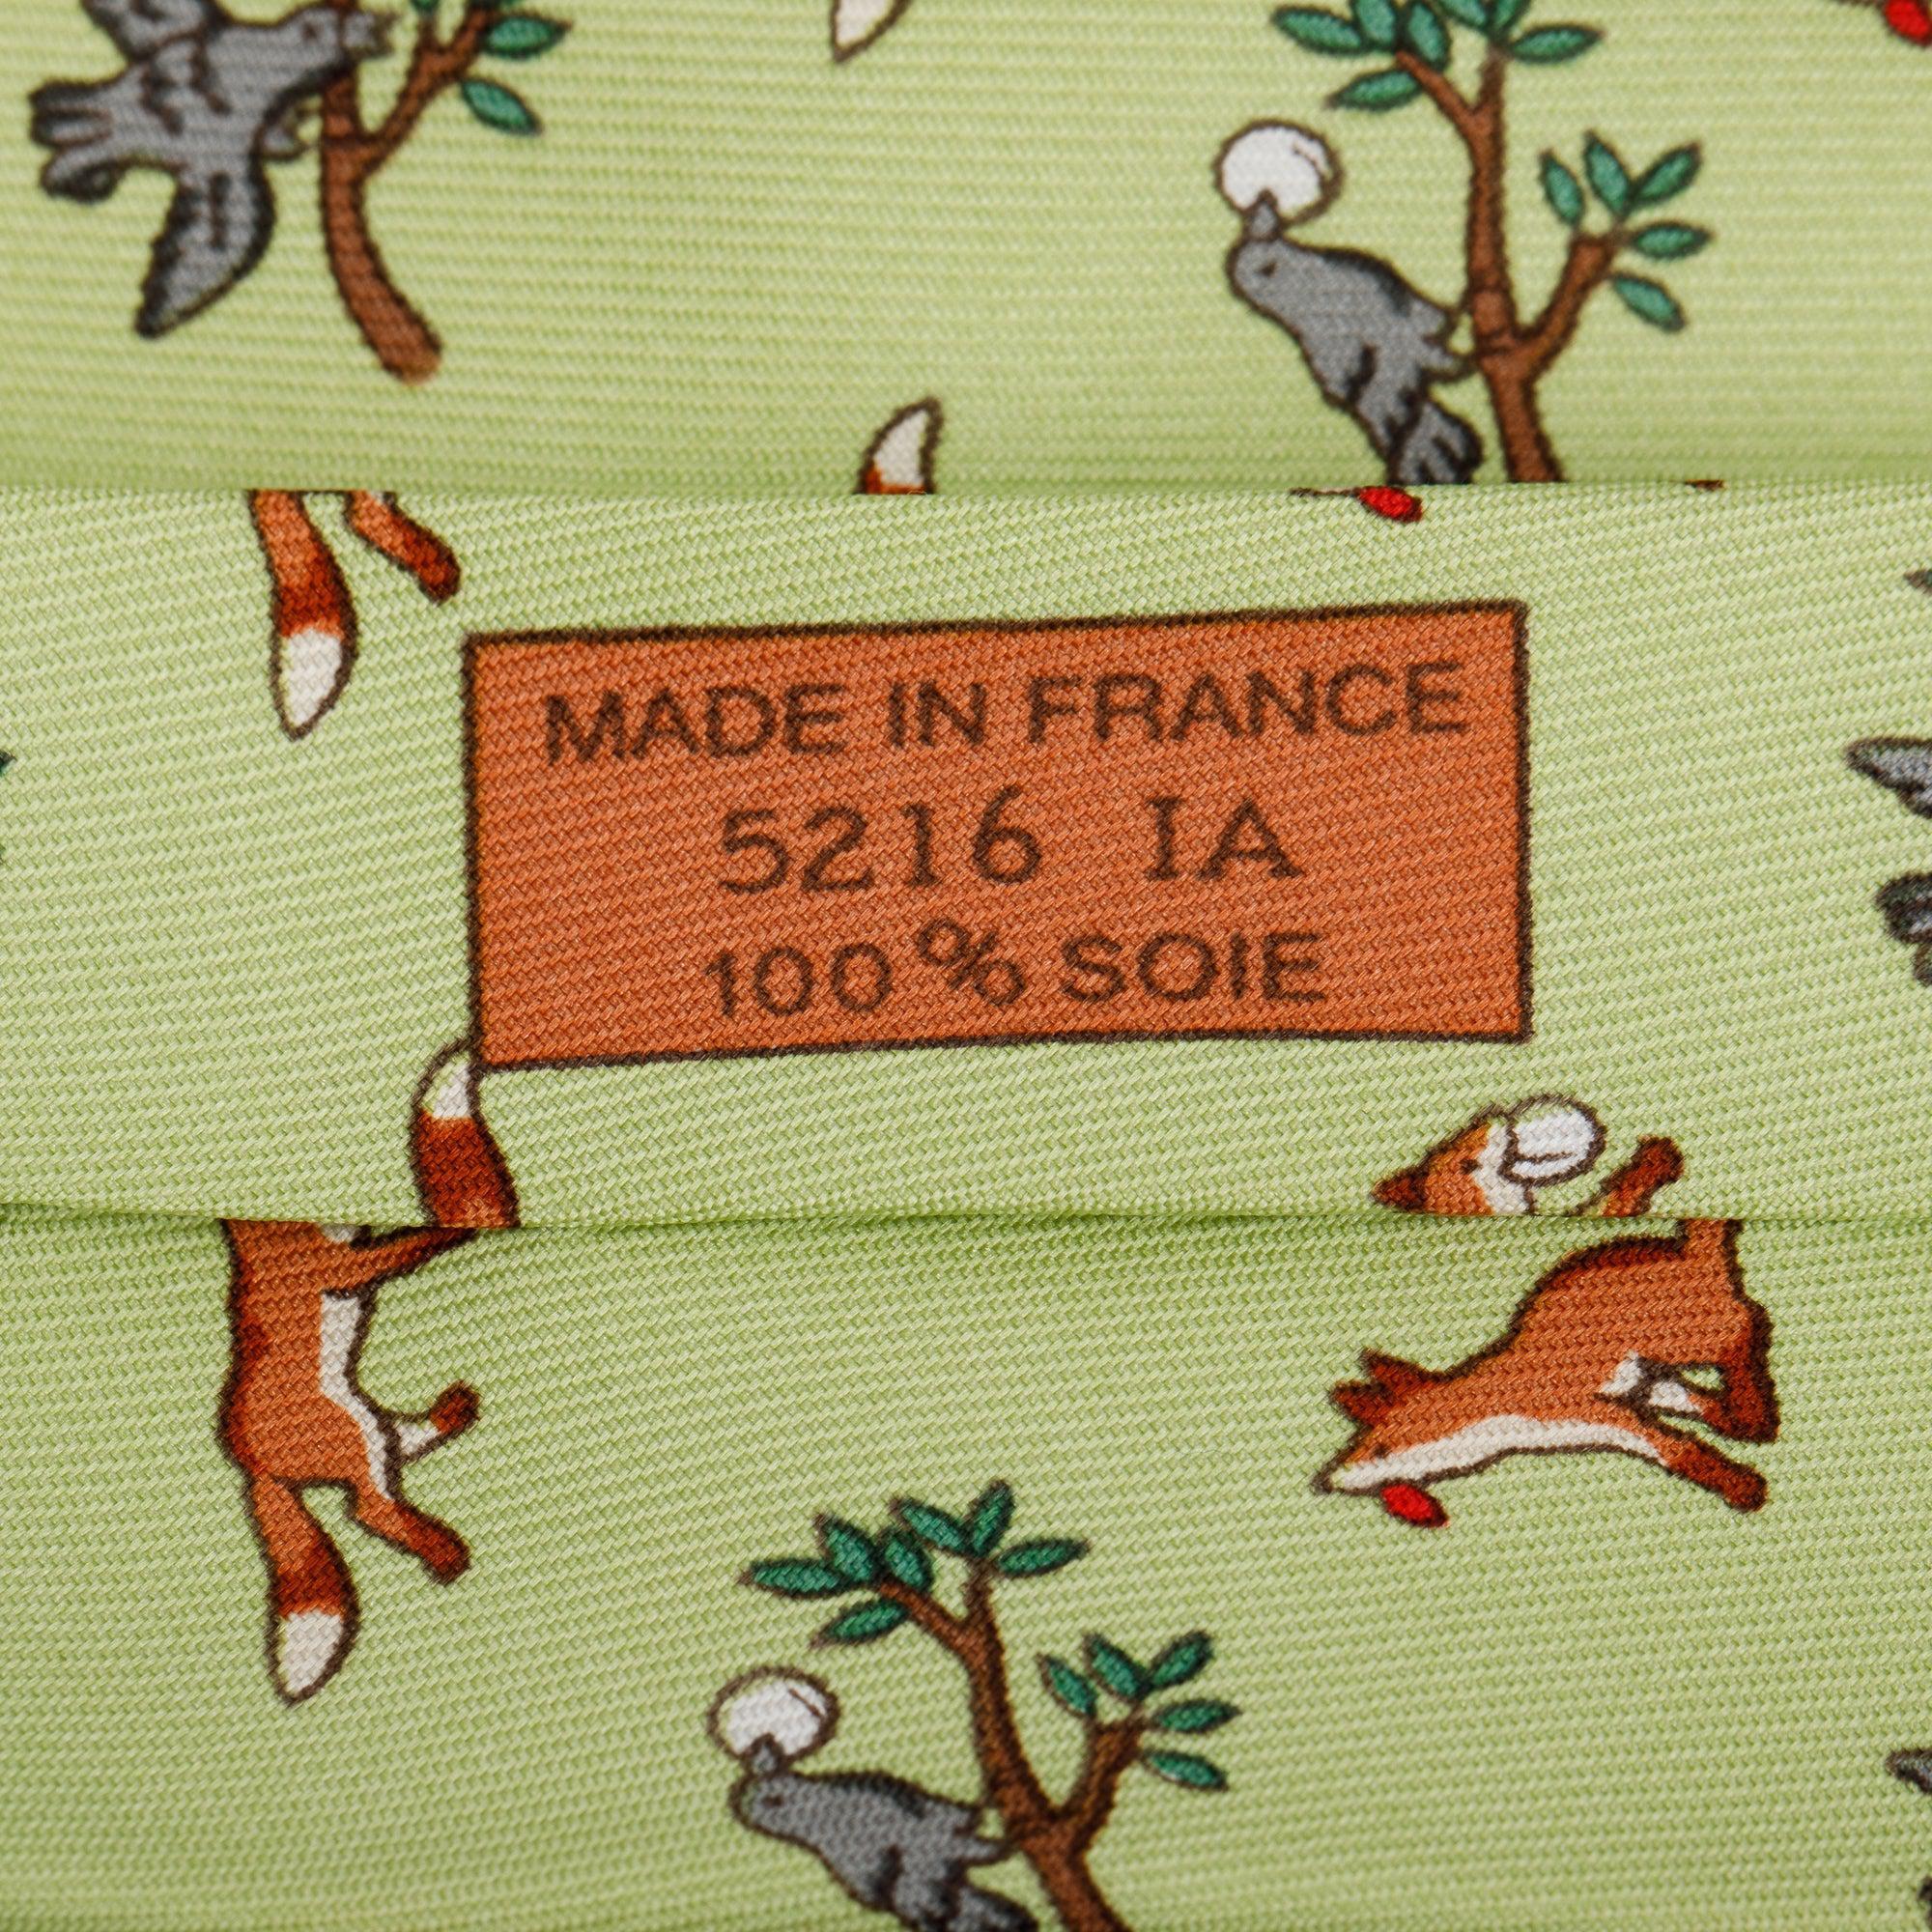 MADE IN FRANCE
5216 IA
100% SOIE